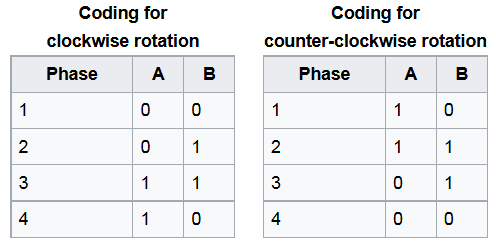 Coding for
clockwise rotation
Phase A B
1 0 0
2 0 1
3 1 1
4 1 0
Coding for
counter-clockwise rotation
Phase A B
1 1 0
2 1 1
3 0 1
4 0 0